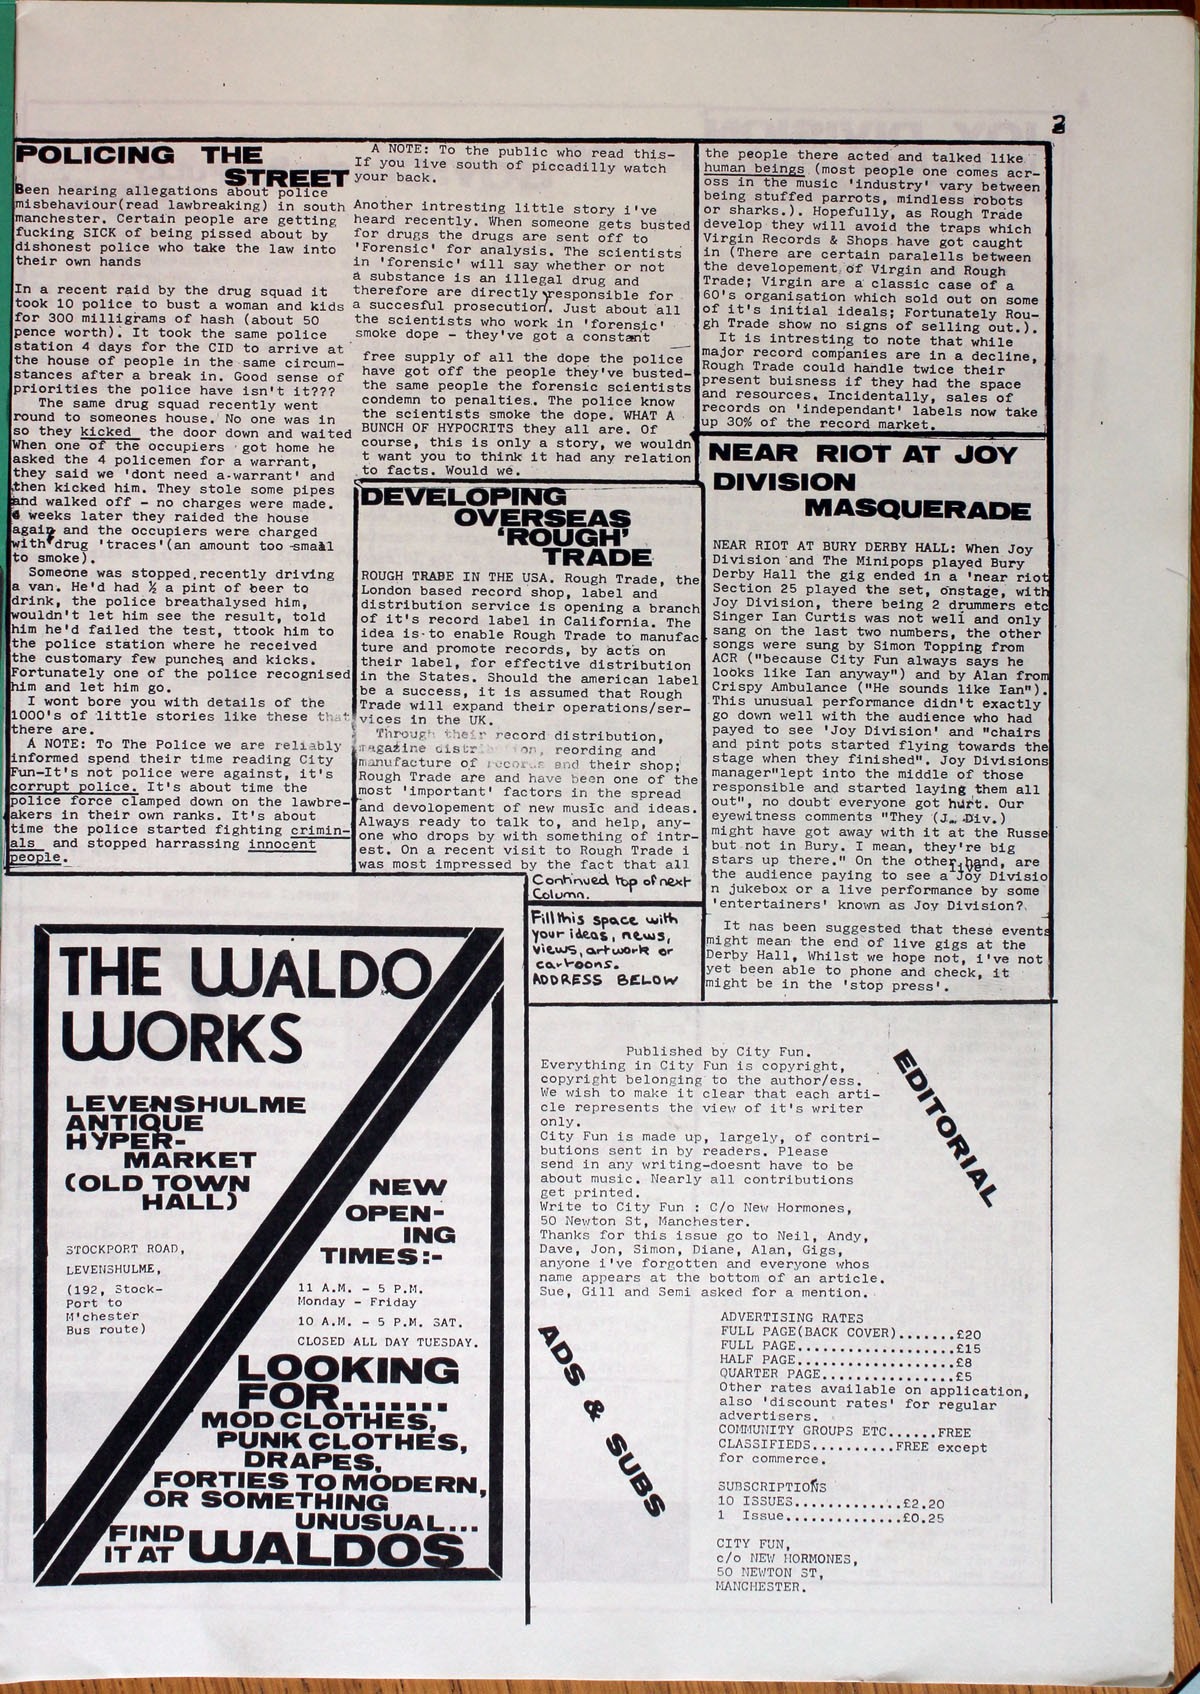 2
POLICING THE
STREET
Been hearing allegations about police
misbehaviour(read lawbreaking) in south
manchester. Certain people are getting
fucking SICK of being pissed about by
dishonest police who take the law into
their own hands
In a recent raid by the drug squad it
took 10 police to bust a woman and kids
for 300 milligrams of hash (about 50
pence worth). It took the same police
station 4 days for the CID to arrive at
the house of people in the same circum-
stances after a break in. Good sense of
priorities the police have isn't it???
The same drug squad recently went
round to someones house. No one was in
so they kicked the door down and waited
When one of the occupiers got home he
asked the 4 policemen for a warrant,
they said we 'dont need a warrant' and
then kicked him. They stole some pipes
and walked off - no charges were made.
6 weeks later they raided the house
again and the occupiers were charged
with drug 'traces'(an amount too small
to smoke).
Someone was stopped recently driving
a van. He'd had ½ a pint of beer to
drink, the police breathalysed him,
wouldn't let him see the result, told
him he'd failed the test, ttook him to
the police station where he received
the customary few punches and kicks.
Fortunately one of the police recognised
him and let him go.
I wont bore you with details of the
1000's of little stories like these that
there are.
A NOTE: To The Police we are reliably
informed spend their time reading City
Fun-It's not police were against, it's
corrupt police. It's about time the
police force clamped down on the lawbre-
akers in their own ranks. It's about
time the police started fighting crimin-
als and stopped harrassing innocent
people.
A NOTE: To the public who read this-
If you live south of piccadilly watch
your back.
Another intresting little story i've
heard recently. When someone gets busted
for drugs the drugs are sent off to
'Forensic' for analysis. The scientists
in 'forensic' will say whether or not
a substance is an illegal drug and
therefore are directly responsible for
a succesful prosecution. Just about all
the scientists who work in 'forensic'
smoke dope - they've got a constant
free supply of all the dope the police
have got off the people they've busted-
the same people the forensic scientists
condemn to penalties. The police know
the scientists smoke the dope. WHAT A
BUNCH OF HYPOCRITS they all are. Of
course, this is only a story, we wouldn
t want you to think it had any relation
to facts. Would we.
DEVELOPING
OVERSEAS
'ROUGH'
TRADE
ROUGH TRADE IN THE USA. Rough Trade, the
London based record shop, label and
distribution service is opening a branch
of it's record label in California. The
idea is to enable Rough Trade to manufac
ture and promote records, by acts on
their label, for effective distribution
in the States. Should the american label
be a success, it is assumed that Rough
Trade will expand their operations/ser-
vices in the UK.
Through their record distribution,
magazine distribution, reording and
manufacture of records and their shop;
Rough Trade are and have been one of the
most 'important' factors in the spread
and devolopement of new music and ideas.
Always ready to talk to, and help, any-
one who drops by with something of intr-
est. On a recent visit to Rough Trade i
was most impressed by the fact that all
Continued top of next
Column.
Fill this space with
your ideas, news,
views, artwork or
cartoons.
ADDRESS BELOW
the people there acted and talked like
human beings (most people one comes acr-
oss in the music 'industry' vary between
being stuffed parrots, mindless robots
or sharks.). Hopefully, as Rough Trade
develop they will avoid the traps which
Virgin Records & Shops have got caught
in (There are certain paralells between
the developement of Virgin and Rough
Trade; Virgin are a classic case of a
60's organisation which sold out on some
of it's initial ideals; Fortunately Rou-
gh Trade show no signs of selling out.).
It is intresting to note that while
major record companies are in a decline,
Rough Trade could handle twice their
present buisness if they had the space
and resources. Incidentally, sales of
records on 'independant' labels now take
up 30% of the record market.
NEAR RIOT AT JOY
DIVISION
MASQUERADE
NEAR RIOT AT BURY DERBY HALL: When Joy
Division and The Minipops played Bury
Derby Hall the gig ended in a 'near riot
Section 25 played the set, onstage, with
Joy Division, there being 2 drummers etc
Singer Ian Curtis was not well and only
sang on the last two numbers, the other
songs were sung by Simon Topping from
ACR ("because City Fun always says he
looks like Ian anyway") and by Alan from
Crispy Ambulance ("He sounds like Ian").
This unusual performance didn't exactly
go down well with the audience who had
payed to see 'Joy Division' and "chairs
and pint pots started flying towards the
stage when they finished". Joy Divisions
manager"lept into the middle of those
responsible and started laying them all
out", no doubt everyone got hurt. Our
eyewitness comments "They (J. Div.)
might have got away with it at the Russe
but not in Bury. I mean, they're big
stars up there." On the other hand, are
the audience paying to see a live Joy Divisio
n jukebox or a live performance by some
'entertainers' known as Joy Division?
It has been suggested that these events
might mean the end of live gigs at the
Derby Hall, Whilst we hope not, i've not
yet been able to phone and check, it
might be in the 'stop press'.
THE WALDO
WORKS
LEVENSHULME
ANTIQUE
HYPER-
MARKET
(OLD TOWN
HALL)
STOCKPORT ROAD,
LEVENSHULME,
(192, Stock-
Port to
M'chester
Bus route)
NEW
OPEN-
ING
TIMES:-
11 A.M. - 5 P.M.
Monday - Friday
10 A.M. - 5 P.M. SAT.
CLOSED ALL DAY TUESDAY.
LOOKING
FOR.......
MOD CLOTHES,
PUNK CLOTHES,
DRAPES,
FORTIES TO MODERN,
OR SOMETHING
UNUSUAL...
FIND
IT AT WALDOS
EDITORIAL
Published by City Fun.
Everything in City Fun is copyright,
copyright belonging to the author/ess.
We wish to make it clear that each arti-
cle represents the view of it's writer
only.
City Fun is made up, largely, of contri-
butions sent in by readers. Please
send in any writing-doesnt have to be
about music. Nearly all contributions
get printed.
Write to City Fun : C/o New Hormones,
50 Newton St, Manchester.
Thanks for this issue go to Neil, Andy,
Dave, Jon, Simon, Diane, Alan, Gigs,
anyone i've forgotten and everyone whos
name appears at the bottom of an article.
Sue, Gill and Semi asked for a mention.
ADS & SUBS
ADVERTISING RATES
FULL PAGE(BACK COVER).......£20
FULL PAGE...................£15
HALF PAGE...................£8
QUARTER PAGE................£5
Other rates available on application,
also 'discount rates' for regular
advertisers.
COMMUNITY GROUPS ETC......FREE
CLASSIFIEDS..........FREE except
for commerce.
SUBSCRIPTIONS
10 ISSUES.............£2.20
1 Issue..............£0.25
CITY FUN,
c/o NEW HORMONES,
50 NEWTON ST,
MANCHESTER.